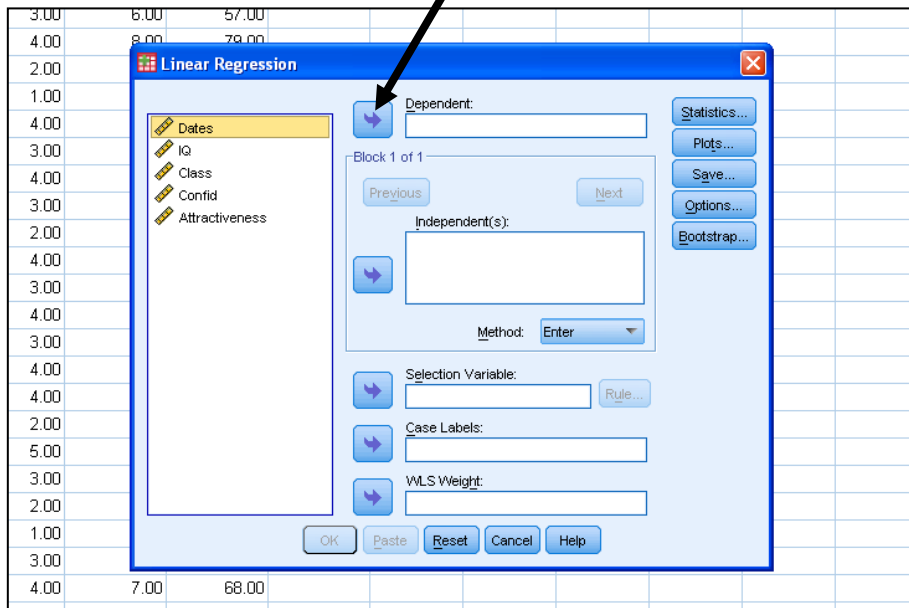 3.00 6.00 57.00
4.00 8.00 79.00
2.00
1.00
4.00
3.00
4.00
3.00
2.00
4.00
3.00
4.00
3.00
4.00
4.00
2.00
5.00
3.00
2.00
1.00
3.00
4.00 7.00 68.00
Linear Regression
Dates
IQ
Class
Confid
Attractiveness
Dependent:
Block 1 of 1
Previous Next
Independent(s):
Method: Enter
Selection Variable:
Rule...
Case Labels:
WLS Weight:
Statistics...
Plots...
Save...
Options...
Bootstrap...
OK Paste Reset Cancel Help